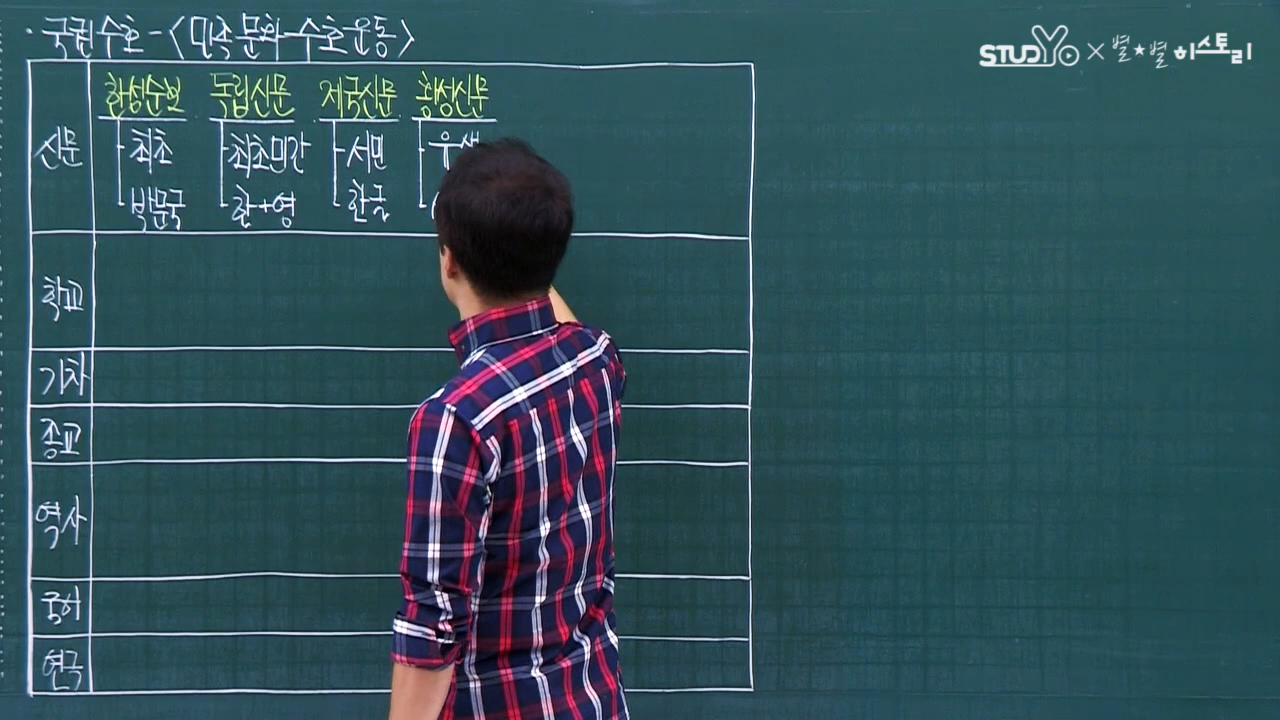 · 국권수호 - <민족문화 수호운동>
STUDYo × 별★별 히스토리
신문
한성순보 독립신문 제국신문 황성신문
최초 최초민간 서민
박문국 한+영 한글
학교
기차
종교
역사
국어
연극